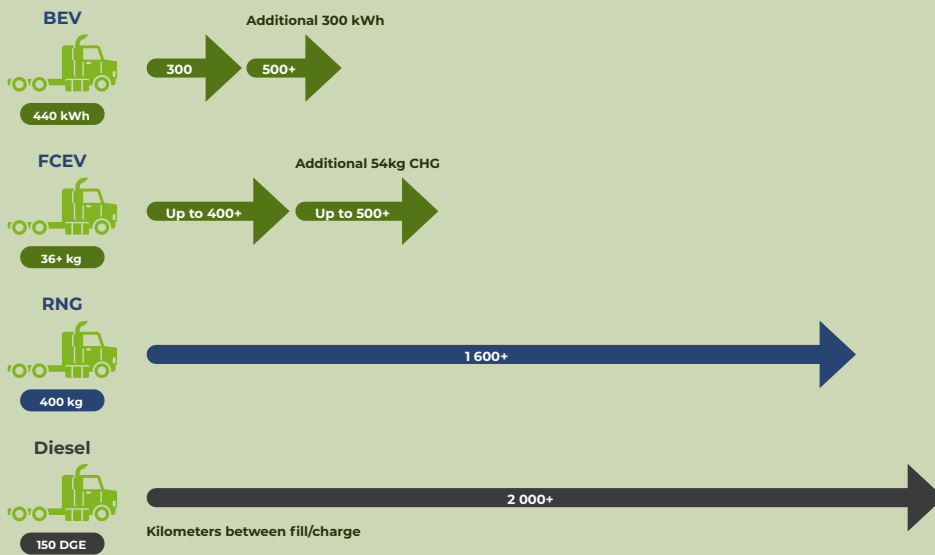 BEV
Additional 300 kWh
300
500+
440 kWh
FCEV
Additional 54kg CHG
Up to 400+
Up to 500+
36+ kg
RNG
1 600+
400 kg
Diesel
2 000+
Kilometers between fill/charge
150 DGE